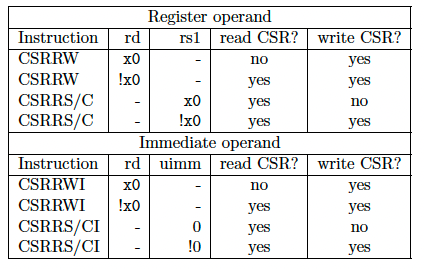 Register operand
Instruction rd rs1 read CSR? write CSR?
CSRRW x0 - no yes
CSRRW !x0 - yes yes
CSRRS/C - x0 yes no
CSRRS/C - !x0 yes yes
Immediate operand
Instruction rd uimm read CSR? write CSR?
CSRRWI x0 - no yes
CSRRWI !x0 - yes yes
CSRRS/CI - 0 yes no
CSRRS/CI - !0 yes yes